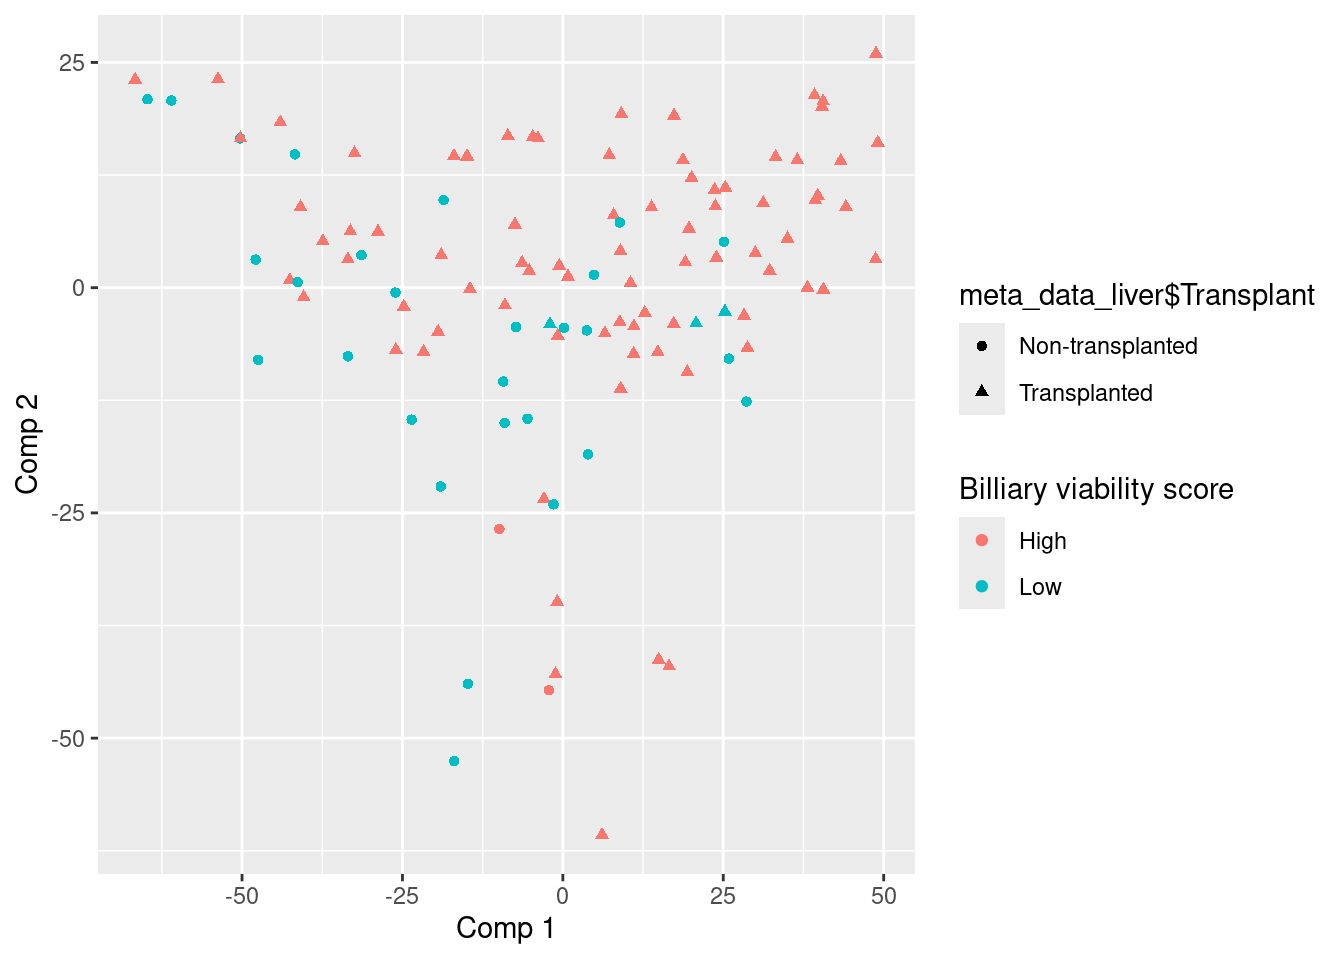 25
0
-25
-50
Comp 2
-50 -25 0 25 50
Comp 1
meta_data_liver$Transplant
Non-transplanted
Transplanted
Billiary viability score
High
Low